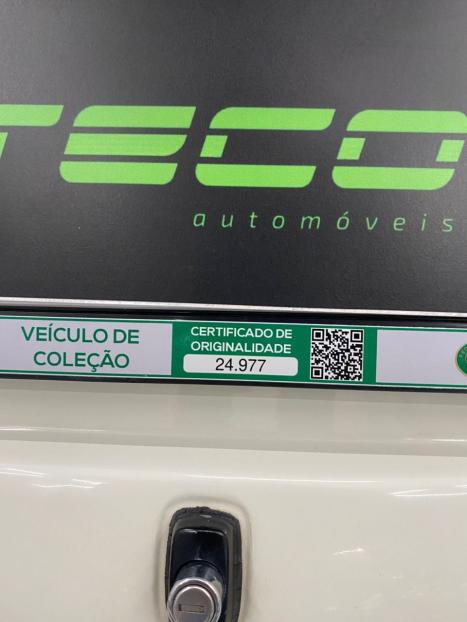 TECO
automóveis
VEÍCULO DE
COLEÇÃO
CERTIFICADO DE
ORIGINALIDADE
24.977